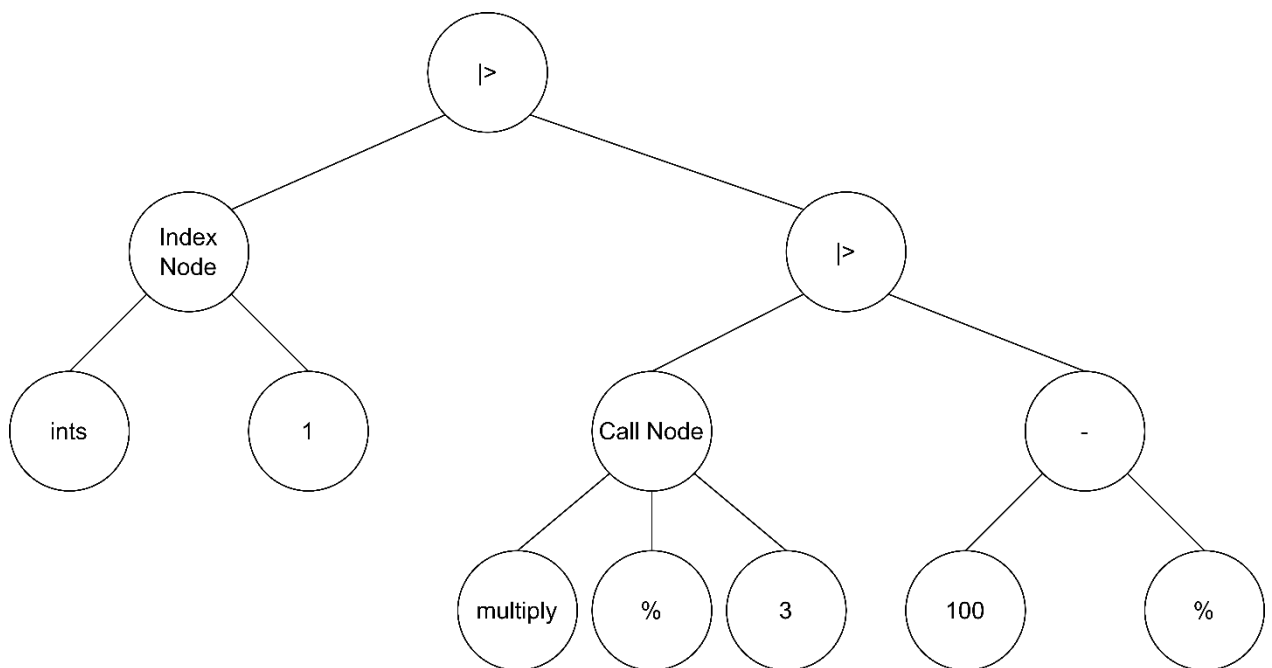 |>
Index
Node
|>
ints
1
Call Node
-
multiply
%
3
100
%